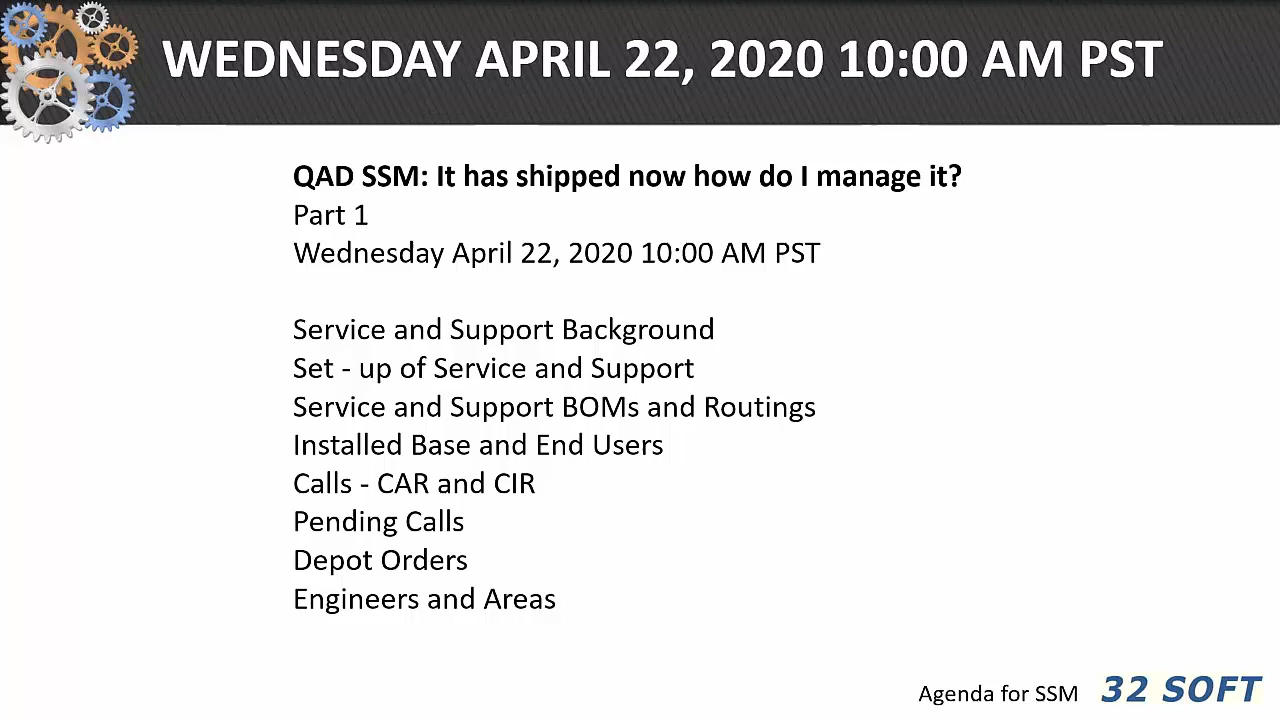 WEDNESDAY APRIL 22, 2020 10:00 AM PST
QAD SSM: It has shipped now how do I manage it?
Part 1
Wednesday April 22, 2020 10:00 AM PST
Service and Support Background
Set - up of Service and Support
Service and Support BOMs and Routings
Installed Base and End Users
Calls - CAR and CIR
Pending Calls
Depot Orders
Engineers and Areas
Agenda for SSM
32 SOFT